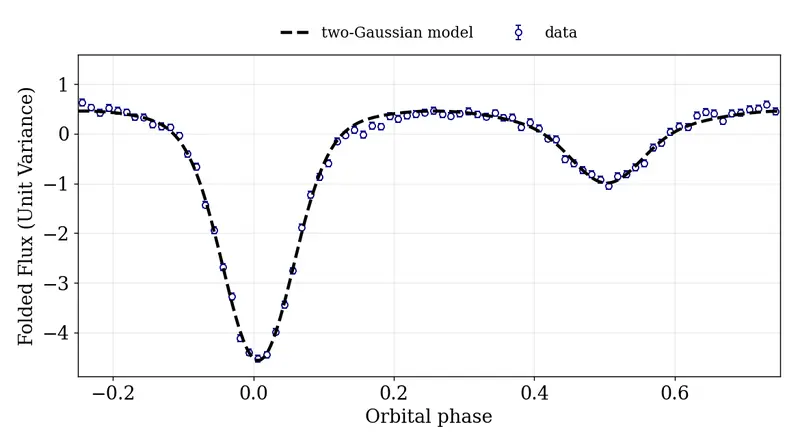 two-Gaussian model data
1
0
−1
−2
−3
−4
Folded Flux (Unit Variance)
−0.2 0.0 0.2 0.4 0.6
Orbital phase